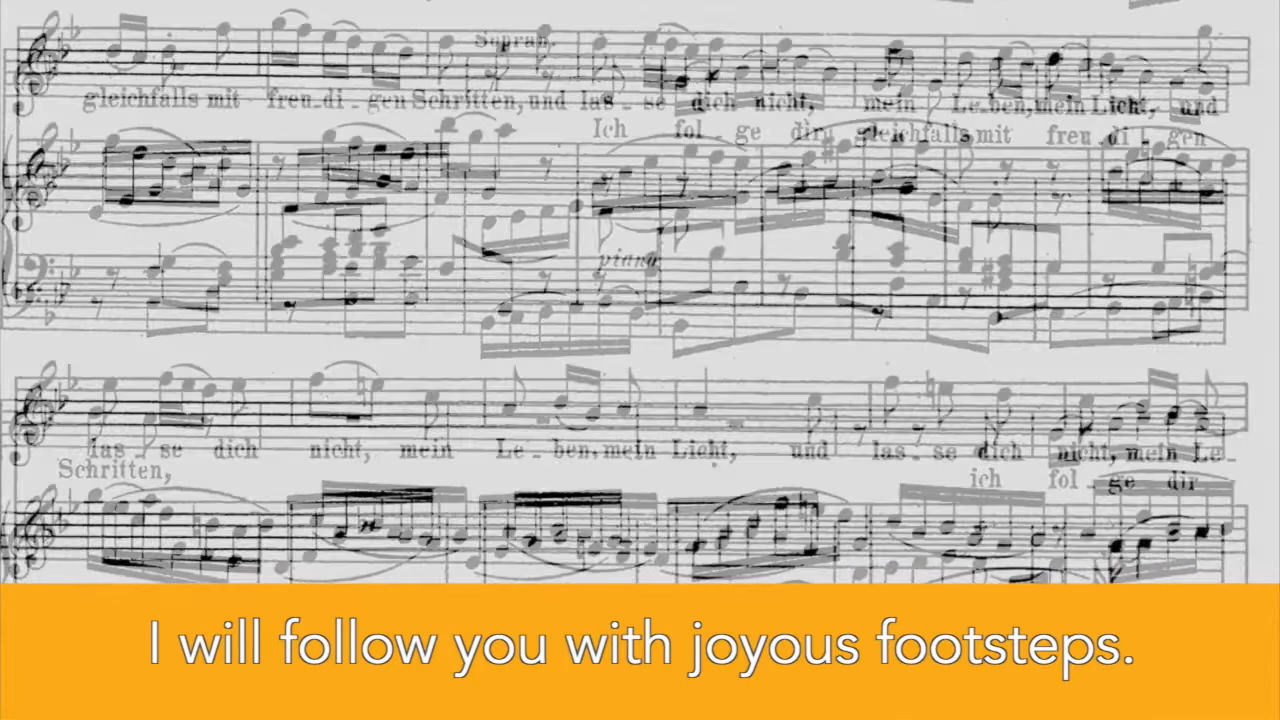 Sopran.
gleichfalls mit freu_di_gen Schritten, und las_se dich nicht, mein Le_ben, mein Licht, und
Ich fol_ge dir gleichfalls mit freu_di_gen
piano
las_se dich nicht, mein Le_ben, mein Licht, und las_se dich nicht, mein Le_
Schritten, ich fol_ge dir
I will follow you with joyous footsteps.